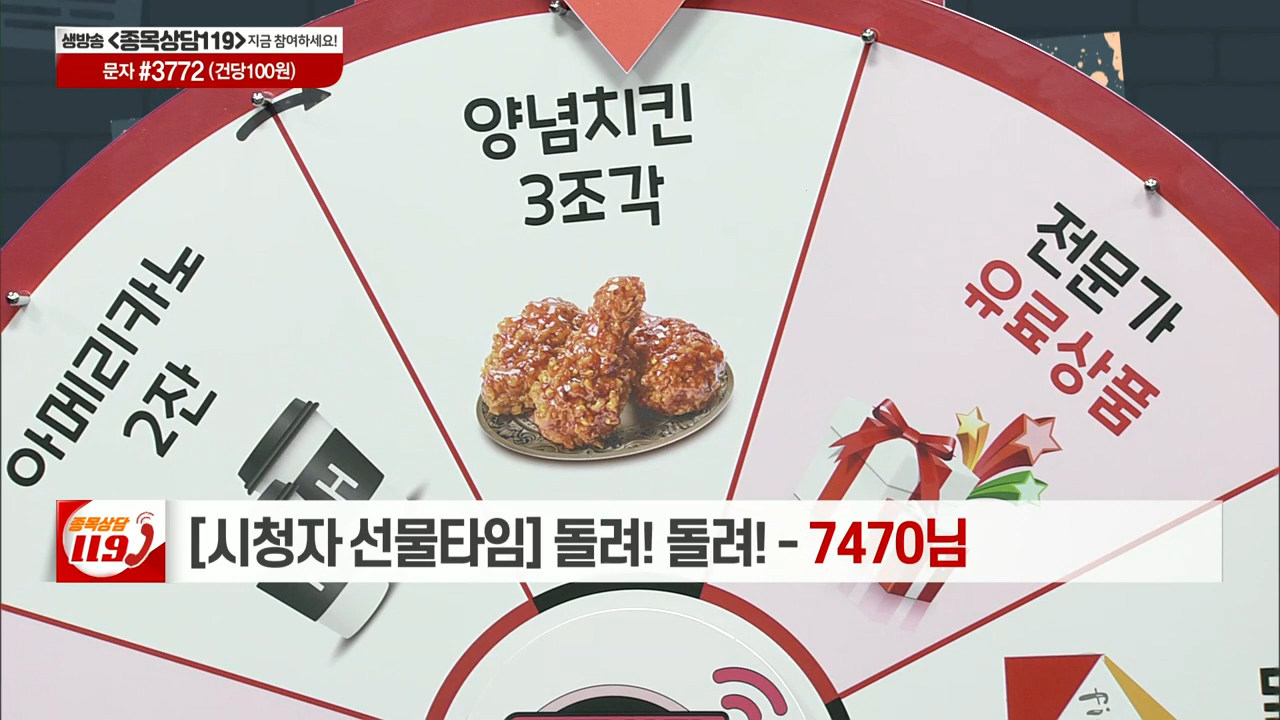 생방송 <종목상담119> 지금 참여하세요!
문자 #3772 (건당100원)
양념치킨
3조각
아메리카노
2잔
전문가
유료상품
종목상담
119
[시청자 선물타임] 돌려! 돌려! - 7470님